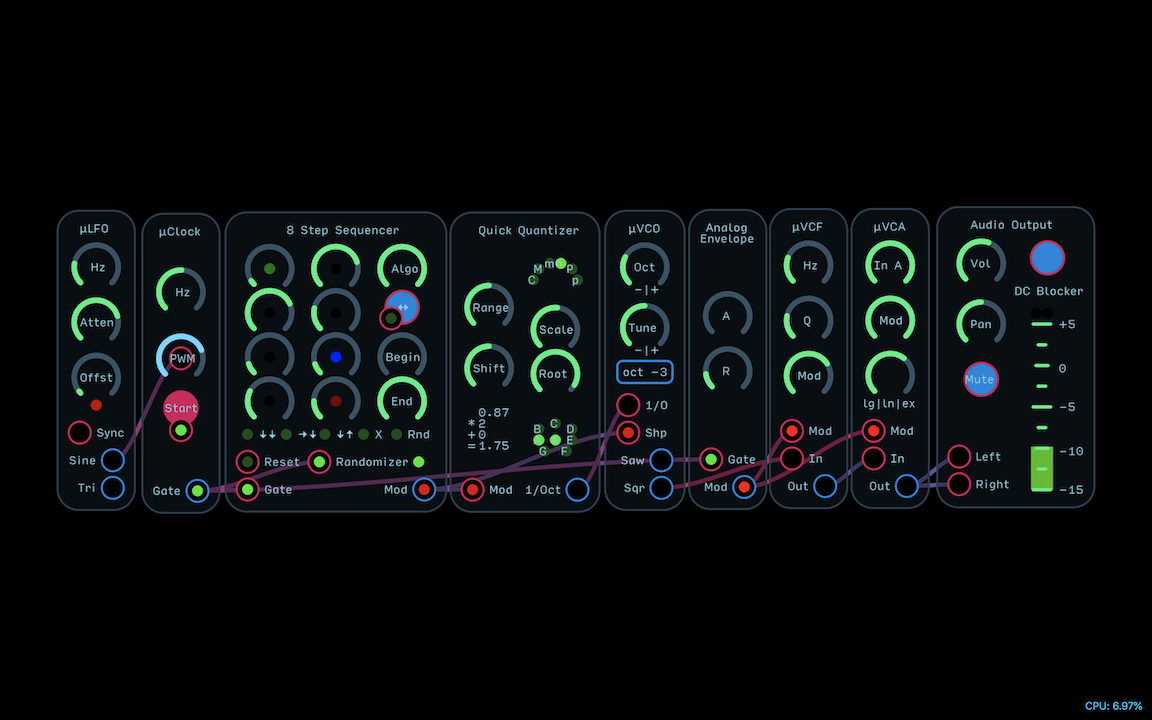 µLFO
Hz
Atten
Offst
Sync
Sine
Tri
µClock
Hz
PWM
Start
Gate
8 Step Sequencer
Algo
↔
Begin
End
↓↓ →↓ ↓↑ X Rnd
Reset Randomizer
Gate Mod
Quick Quantizer
C M m P p
Range
Scale
Shift
Root
0.87
*2
+0
=1.75
B C D
A E
G F
Mod 1/Oct
µVCO
Oct
–|+
Tune
–|+
oct -3
1/O
Shp
Saw
Sqr
Analog
Envelope
A
R
Gate
Mod
µVCF
Hz
Q
Mod
Mod
In
Out
µVCA
In A
Mod
lg|ln|ex
Mod
In
Out
Audio Output
Vol
DC Blocker
Pan
Mute
+5
0
-5
-10
-15
Left
Right
CPU: 6.97%